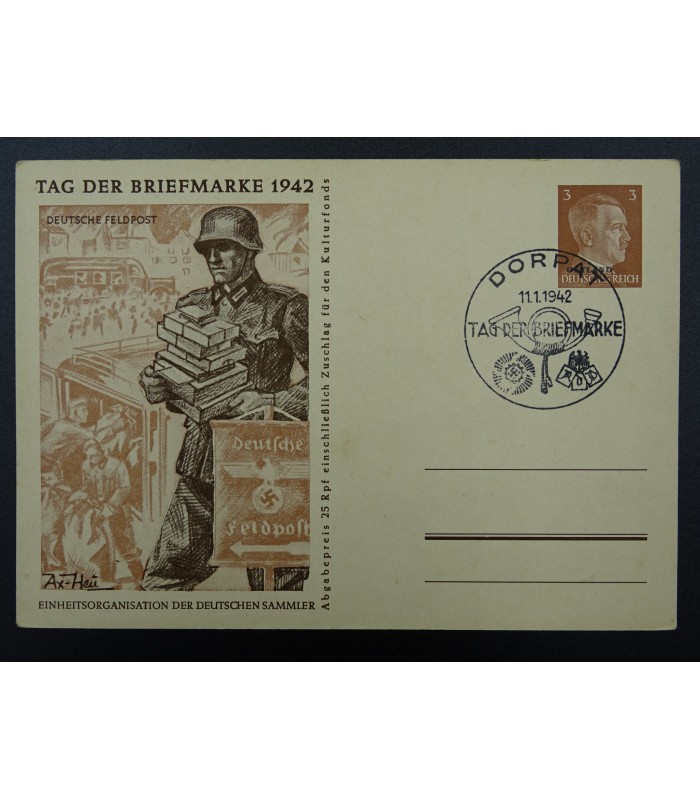 TAG DER BRIEFMARKE 1942
DEUTSCHE FELDPOST
Deutsche
Feldpost
Ax-Heu
EINHEITSORGANISATION DER DEUTSCHEN SAMMLER
Abgabepreis 25 Rpf einschließlich Zuschlag für den Kulturfonds
3 3
OSTLAND
DEUTSCHES REICH
DORPAT
11.1.1942
TAG DER BRIEFMARKE